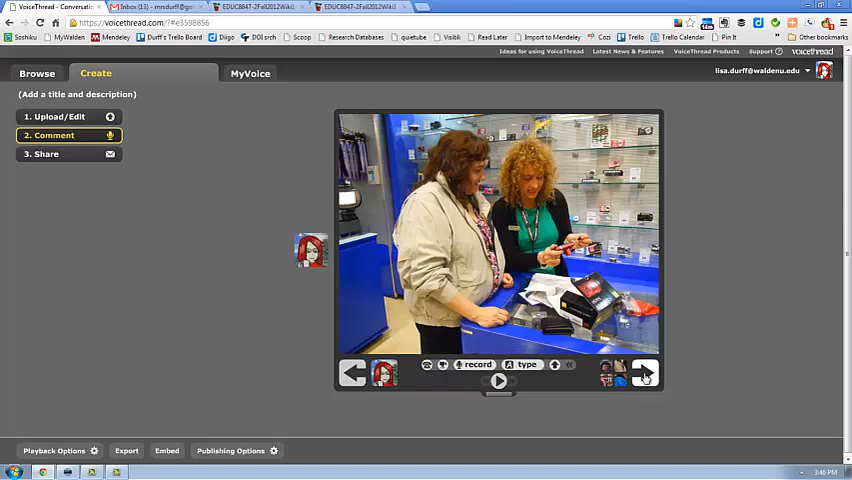 VoiceThread - Conversatio
Inbox (13) - mrsdurff@gm
EDUC8847-2Fall2012Wiki
EDUC8847-2Fall2012Wiki
https://voicethread.com/?#e3598856
Soshiku
MyWalden
Mendeley
Durff's Trello Board
Diigo
DOI srch
Scoop
Research Databases
quietube
Visibli
Read Later
Import to Mendeley
Cozi
Trello
Trello Calendar
Pin It
Other bookmarks
Ideas for using VoiceThread
Latest News & Features
VoiceThread Products
Support
voicethread
Browse
Create
MyVoice
lisa.durff@waldenu.edu
(Add a title and description)
1. Upload/Edit
2. Comment
3. Share
record
A type
Playback Options
Export
Embed
Publishing Options
3:46 PM